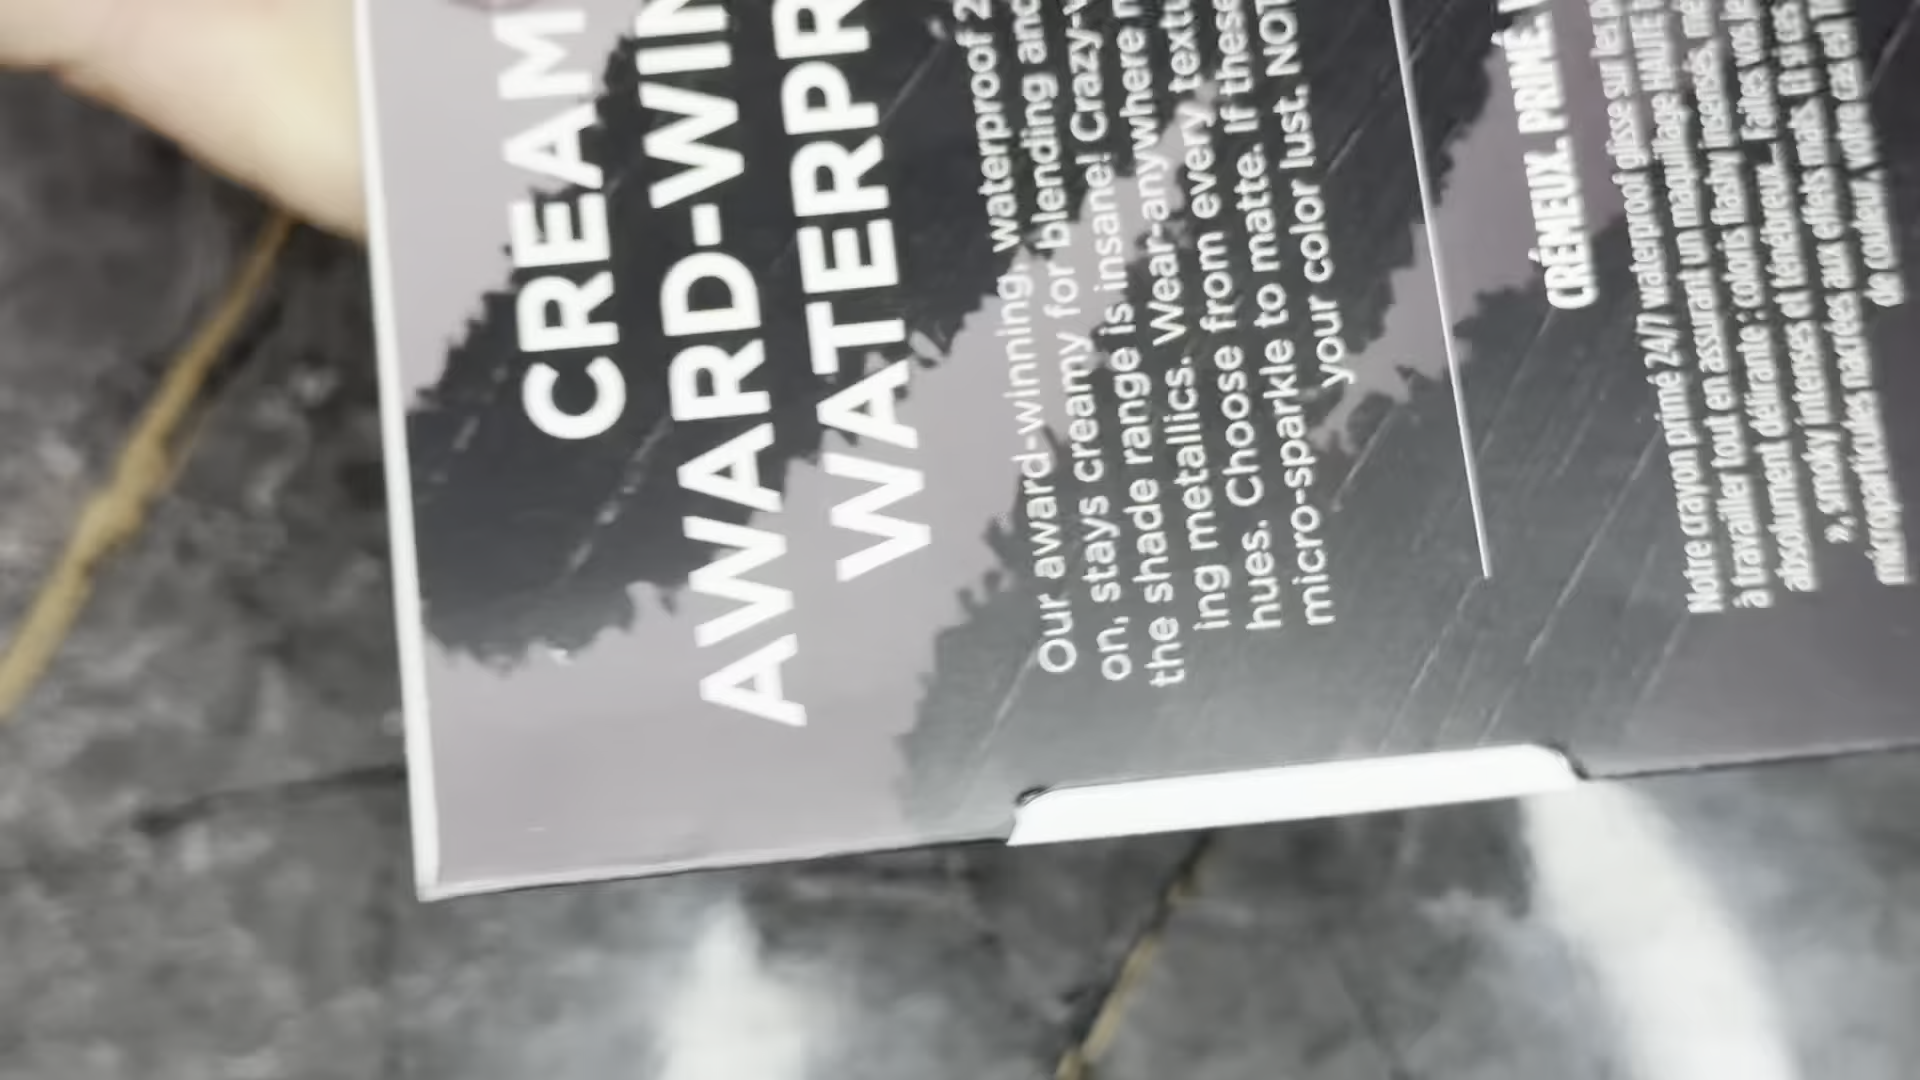 CREAM
AWARD-WIN
WATERPR
Our award-winning, waterproof 2
on, stays creamy for blending and
the shade range is insane! Crazy-
ing metallics. Wear-anywhere
hues. Choose from every textu
micro-sparkle to matte. If these
your color lust. NOT
CRÉMEUX. PRIMÉ.
Notre crayon primé 24/7 waterproof glisse sur les
à travailler tout en assurant un maquillage HAUTE
absolument délirante : coloris flashy insensés,
», smoky intenses et ténébreux... Faites vos
microparticules nacrées aux effets mats. Et si ces
de couleur, votre cas est